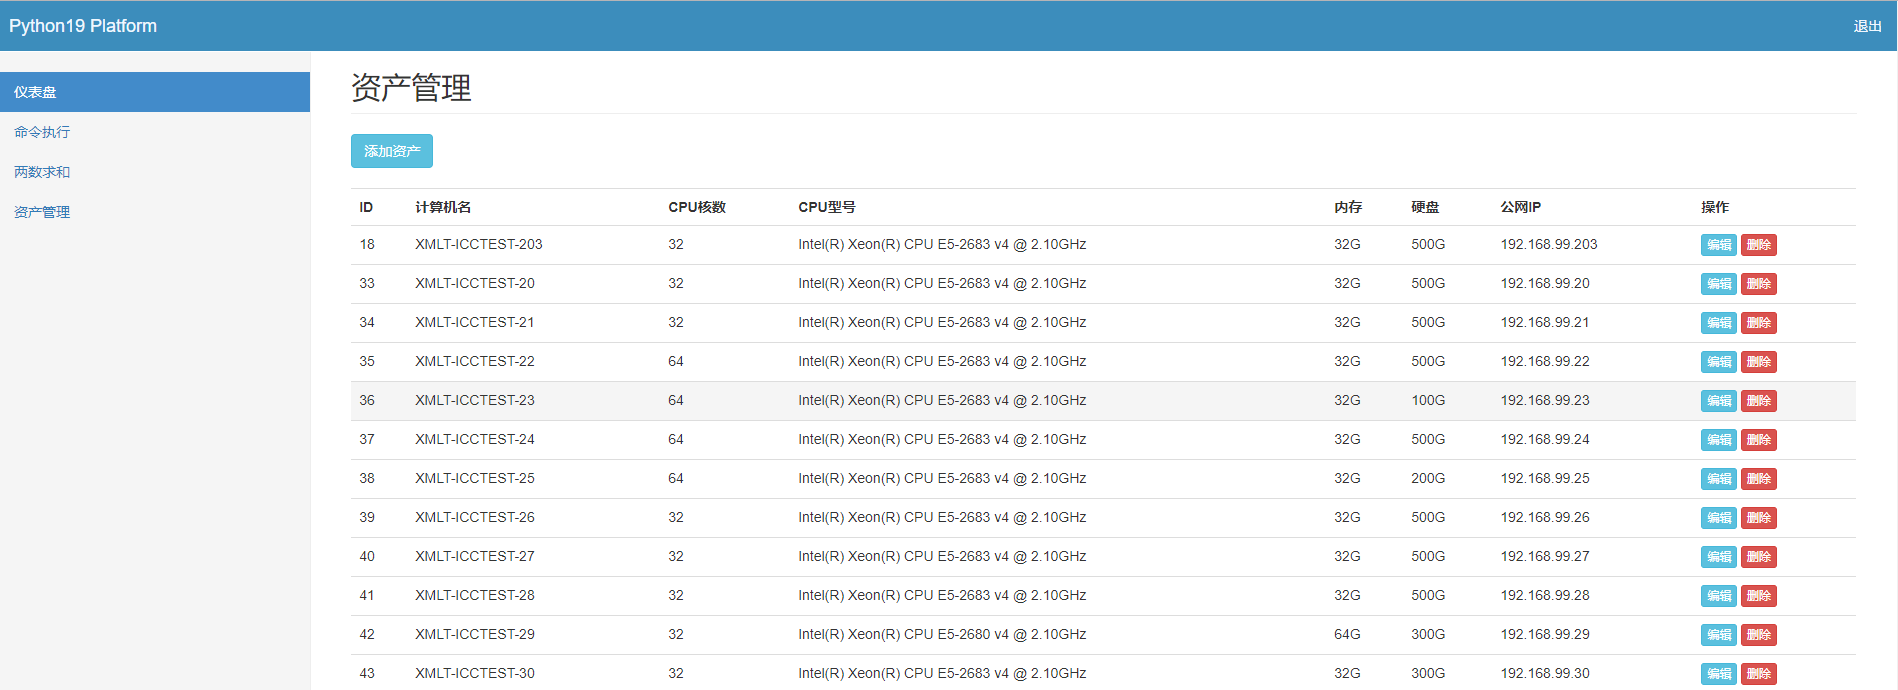 Python19 Platform 退出
仪表盘
命令执行
两数求和
资产管理
资产管理
添加资产
ID 计算机名 CPU核数 CPU型号 内存 硬盘 公网IP 操作
18 XMLT-ICCTEST-203 32 Intel(R) Xeon(R) CPU E5-2683 v4 @ 2.10GHz 32G 500G 192.168.99.203 编辑 删除
33 XMLT-ICCTEST-20 32 Intel(R) Xeon(R) CPU E5-2683 v4 @ 2.10GHz 32G 500G 192.168.99.20 编辑 删除
34 XMLT-ICCTEST-21 32 Intel(R) Xeon(R) CPU E5-2683 v4 @ 2.10GHz 32G 500G 192.168.99.21 编辑 删除
35 XMLT-ICCTEST-22 64 Intel(R) Xeon(R) CPU E5-2683 v4 @ 2.10GHz 32G 500G 192.168.99.22 编辑 删除
36 XMLT-ICCTEST-23 64 Intel(R) Xeon(R) CPU E5-2683 v4 @ 2.10GHz 32G 100G 192.168.99.23 编辑 删除
37 XMLT-ICCTEST-24 64 Intel(R) Xeon(R) CPU E5-2683 v4 @ 2.10GHz 32G 500G 192.168.99.24 编辑 删除
38 XMLT-ICCTEST-25 64 Intel(R) Xeon(R) CPU E5-2683 v4 @ 2.10GHz 32G 200G 192.168.99.25 编辑 删除
39 XMLT-ICCTEST-26 32 Intel(R) Xeon(R) CPU E5-2683 v4 @ 2.10GHz 32G 500G 192.168.99.26 编辑 删除
40 XMLT-ICCTEST-27 32 Intel(R) Xeon(R) CPU E5-2683 v4 @ 2.10GHz 32G 500G 192.168.99.27 编辑 删除
41 XMLT-ICCTEST-28 32 Intel(R) Xeon(R) CPU E5-2683 v4 @ 2.10GHz 32G 500G 192.168.99.28 编辑 删除
42 XMLT-ICCTEST-29 32 Intel(R) Xeon(R) CPU E5-2680 v4 @ 2.10GHz 64G 300G 192.168.99.29 编辑 删除
43 XMLT-ICCTEST-30 32 Intel(R) Xeon(R) CPU E5-2683 v4 @ 2.10GHz 32G 300G 192.168.99.30 编辑 删除